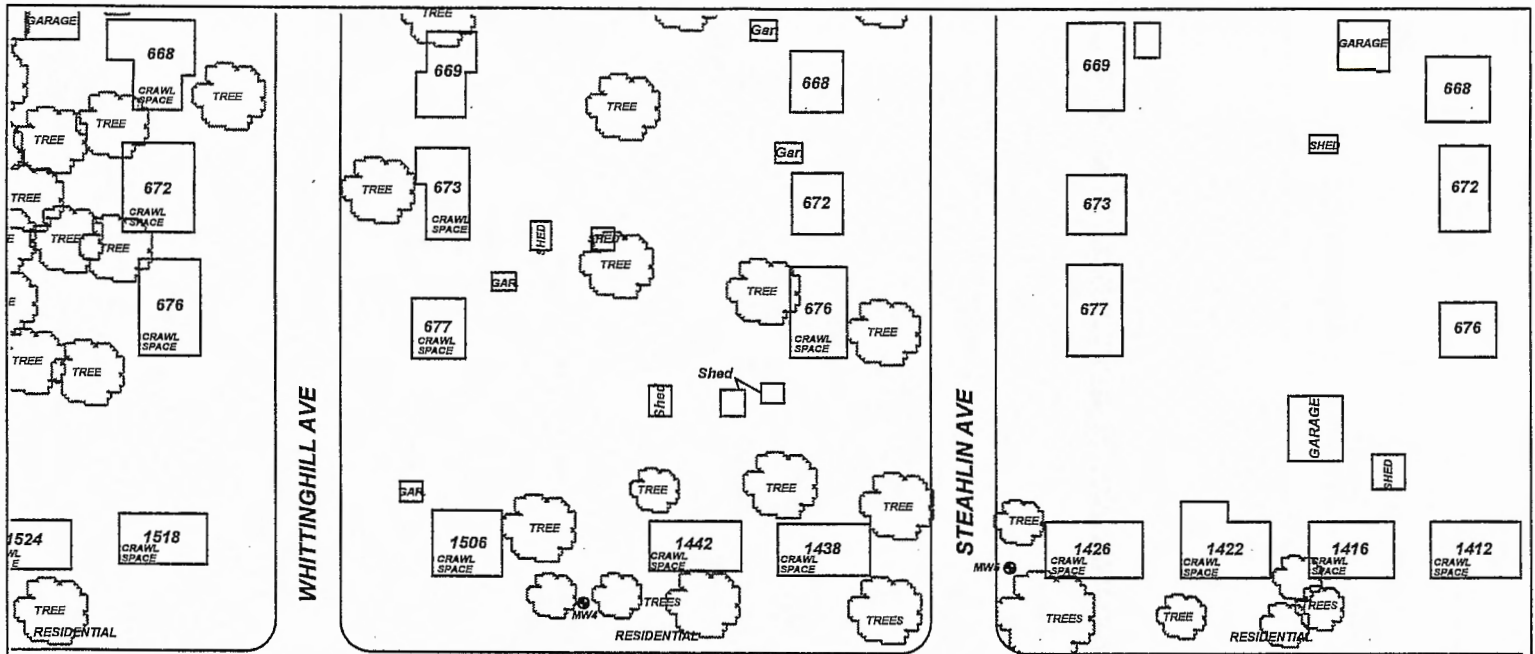 GARAGE
668
CRAWL
SPACE
TREE
TREE
TREE
672
CRAWL
SPACE
TREE
TREE
TREE
E
676
CRAWL
SPACE
E
TREE
TREE
1524
WL
E
1518
CRAWL
SPACE
TREE
RESIDENTIAL
WHITTINGHILL AVE
TREE
669
Gar.
668
TREE
Gar.
TREE
673
CRAWL
SPACE
672
SHED
SHED
TREE
GAR.
TREE
676
CRAWL
SPACE
TREE
677
CRAWL
SPACE
Shed
Shed
GAR.
TREE
TREE
TREE
TREE
1506
CRAWL
SPACE
1442
CRAWL
SPACE
1438
CRAWL
SPACE
MW4
TREES
TREES
RESIDENTIAL
STEAHLIN AVE
669
GARAGE
668
SHED
673
672
677
676
GARAGE
SHED
TREE
1426
CRAWL
SPACE
1422
CRAWL
SPACE
1416
CRAWL
SPACE
1412
CRAWL
SPACE
TREES
TREE
TREES
RESIDENTIAL